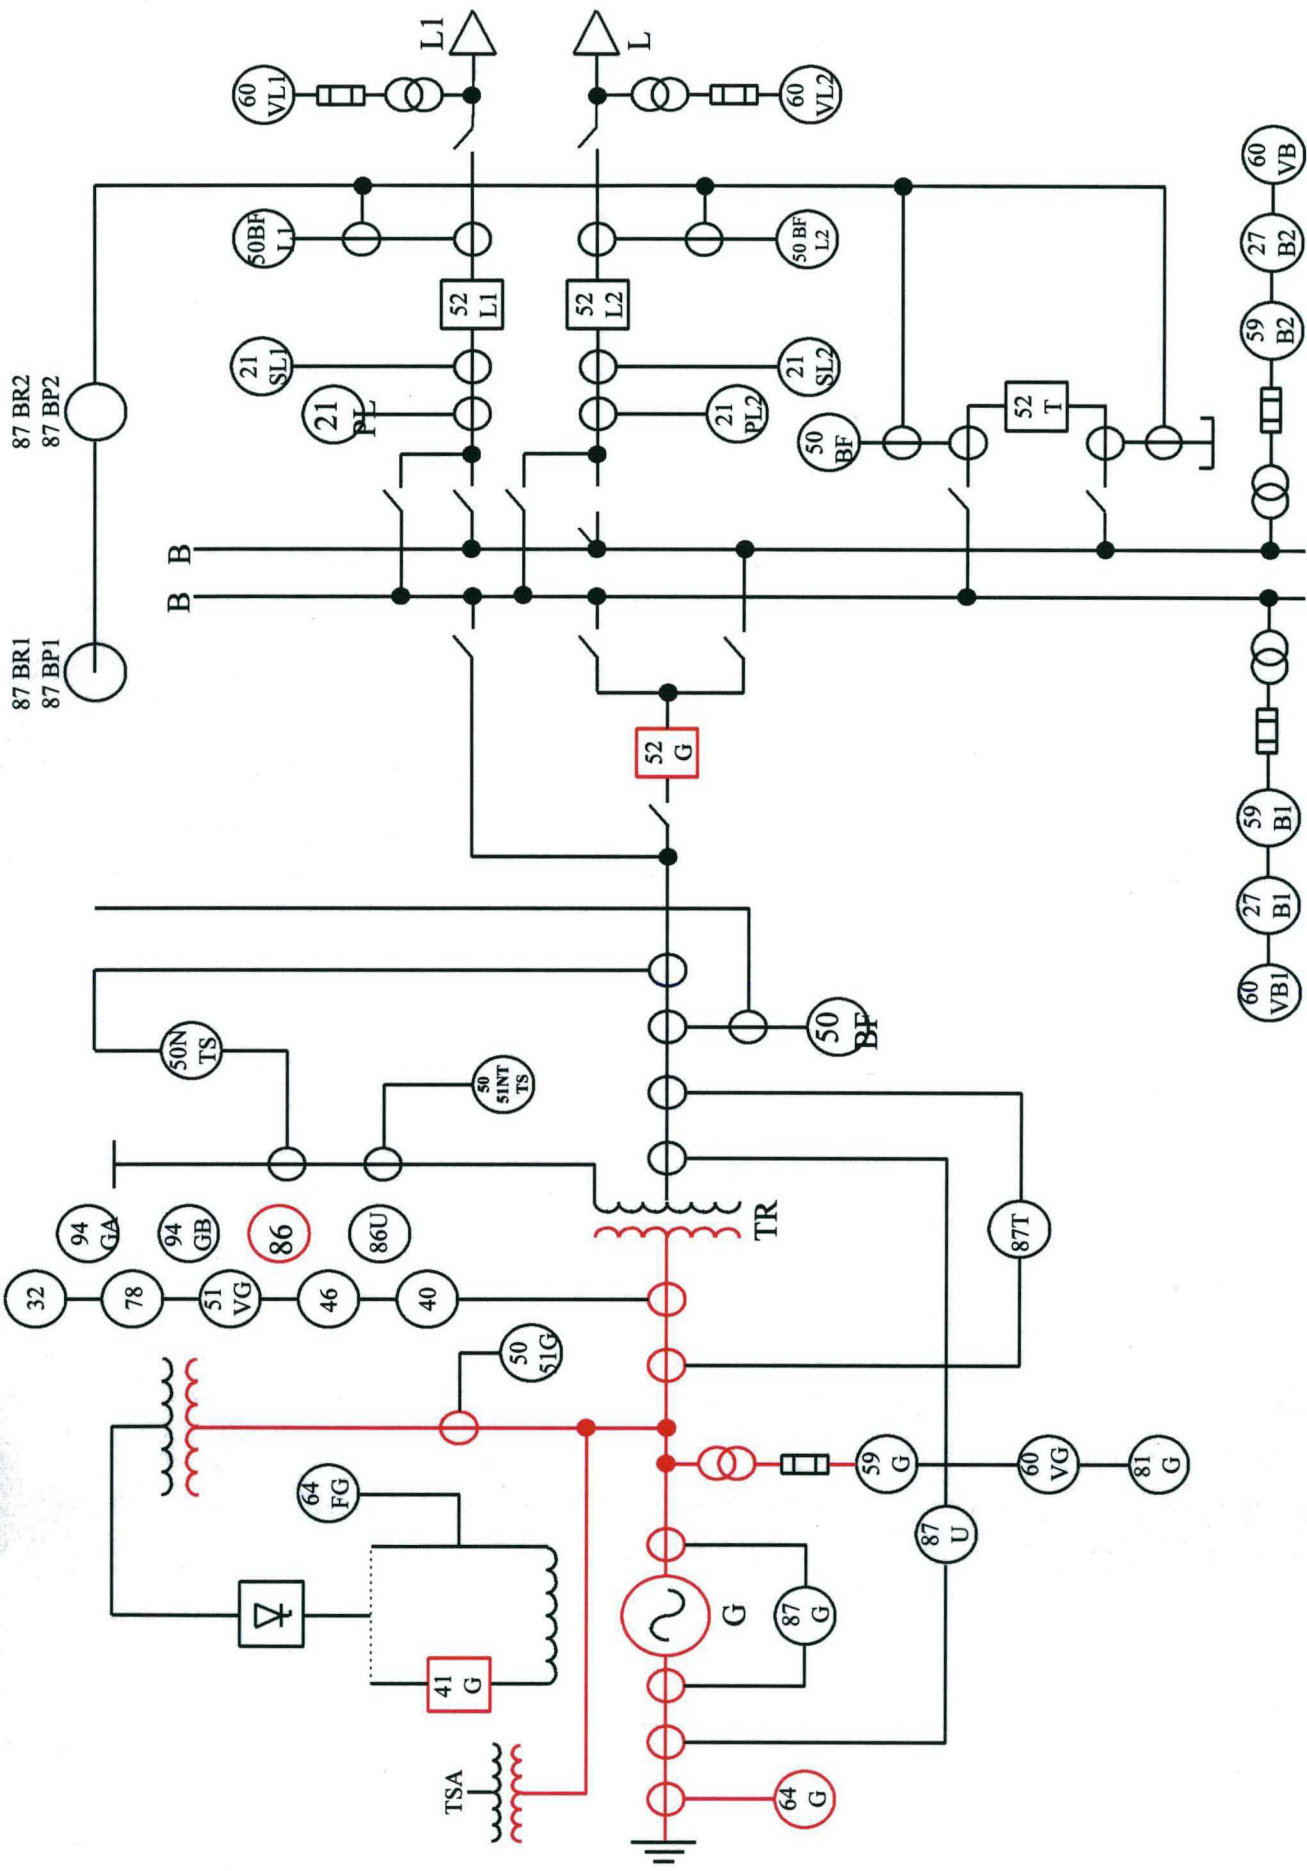 L1
L
60
VL1
60
VL2
87 BR2
87 BP2
50BF
L1
50 BF
L2
52
L1
52
L2
21
SL1
21
SL2
21
PL
21
PL2
50
BF
52
T
60
VB
27
B2
59
B2
B
B
87 BR1
87 BP1
52
G
59
B1
27
B1
60
VB1
50N
TS
50
51NT
TS
50
BF
94
GA
94
GB
86
86U
TR
87T
32
78
51
VG
46
40
50
51G
64
FG
59
G
60
VG
81
G
87
U
41
G
G
87
G
TSA
64
G